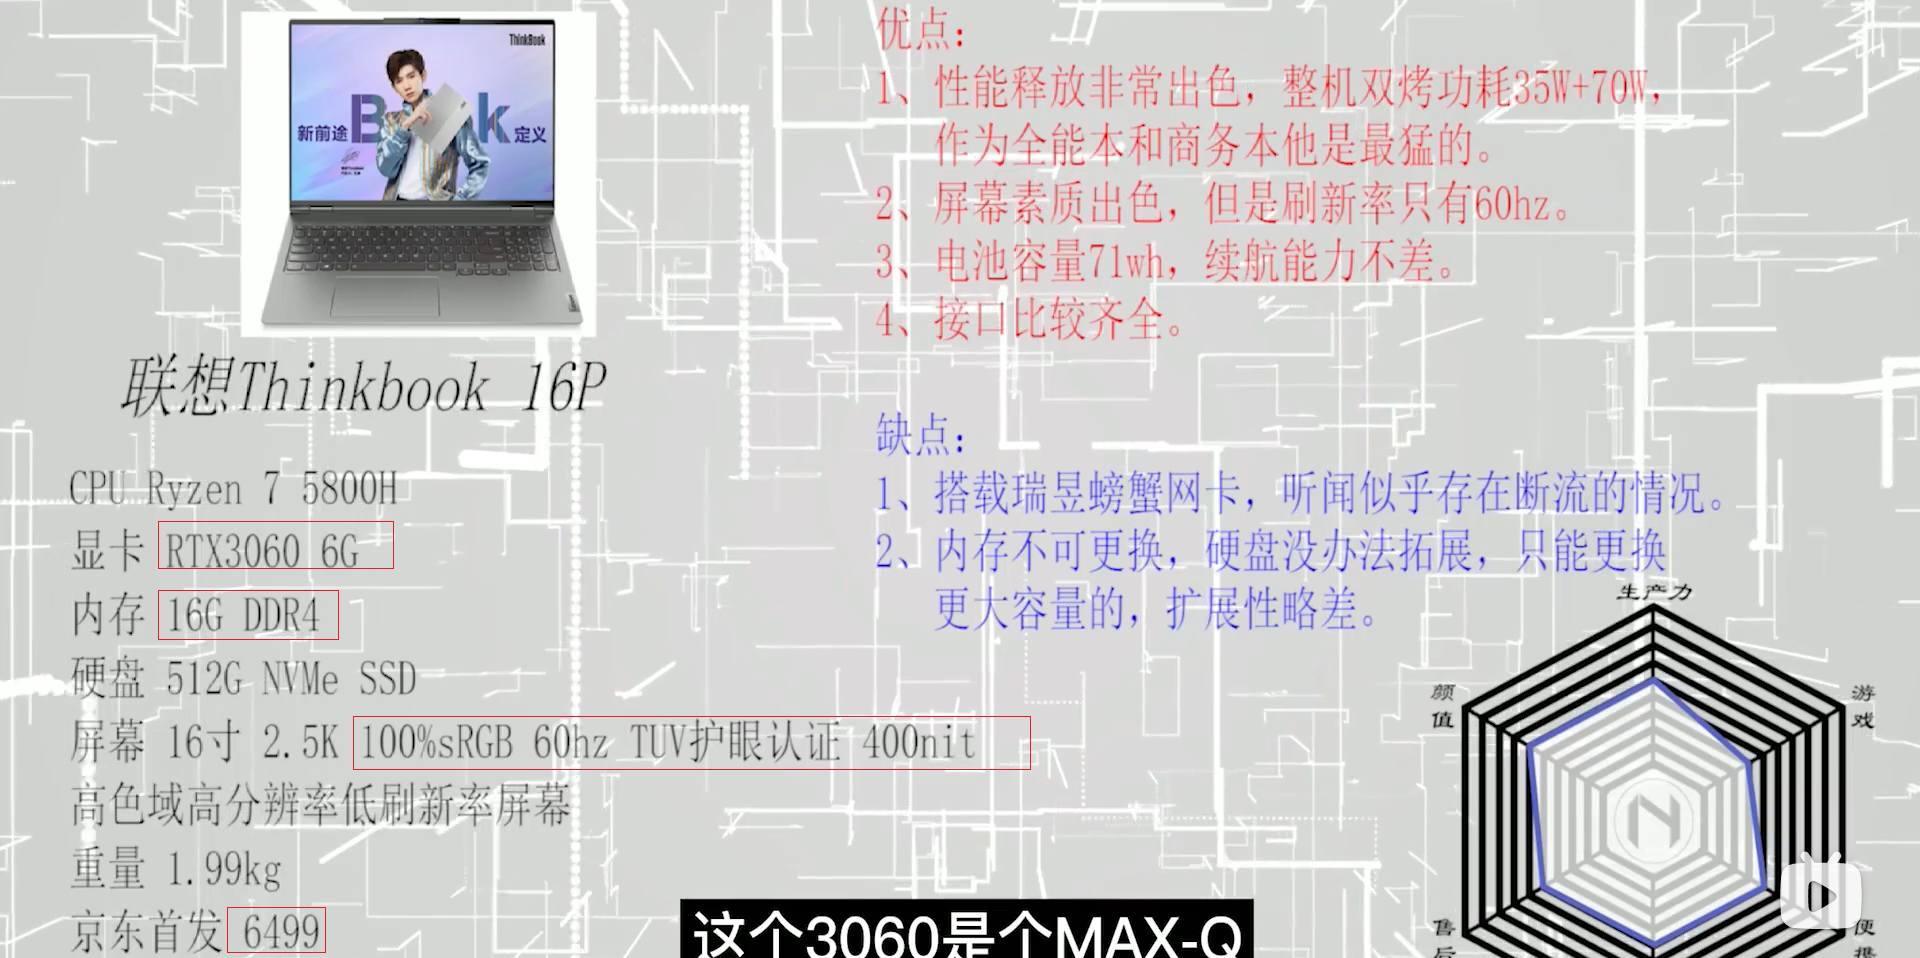 ThinkBook
新前途 B k 定义
联想Thinkbook 16P
CPU Ryzen 7 5800H
显卡 RTX3060 6G
内存 16G DDR4
硬盘 512G NVMe SSD
屏幕 16寸 2.5K 100%sRGB 60hz TUV护眼认证 400nit
高色域高分辨率低刷新率屏幕
重量 1.99kg
京东首发 6499
优点：
1、性能释放非常出色，整机双烤功耗35W+70W，
作为全能本和商务本他是最猛的。
2、屏幕素质出色，但是刷新率只有60hz。
3、电池容量71wh，续航能力不差。
4、接口比较齐全。
缺点：
1、搭载瑞昱螃蟹网卡，听闻似乎存在断流的情况。
2、内存不可更换，硬盘没办法拓展，只能更换
更大容量的，扩展性略差。
生产力
颜值
游戏
售后
便携
这个3060是个MAX-Q